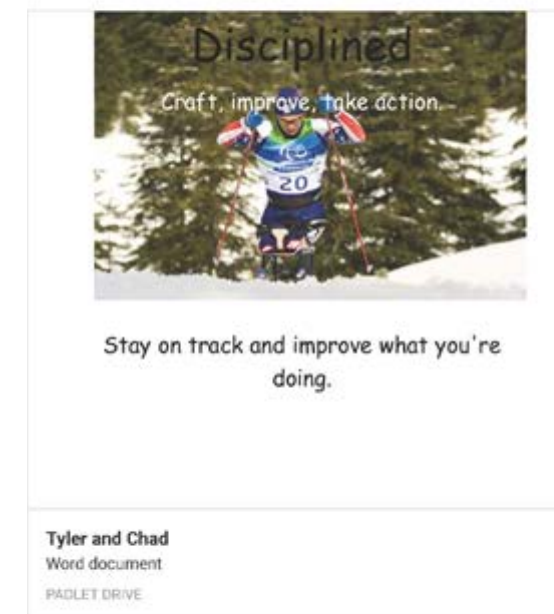 Disciplined
Craft, improve, take action.
20
Stay on track and improve what you're
doing.
Tyler and Chad
Word document
PADLET DRIVE